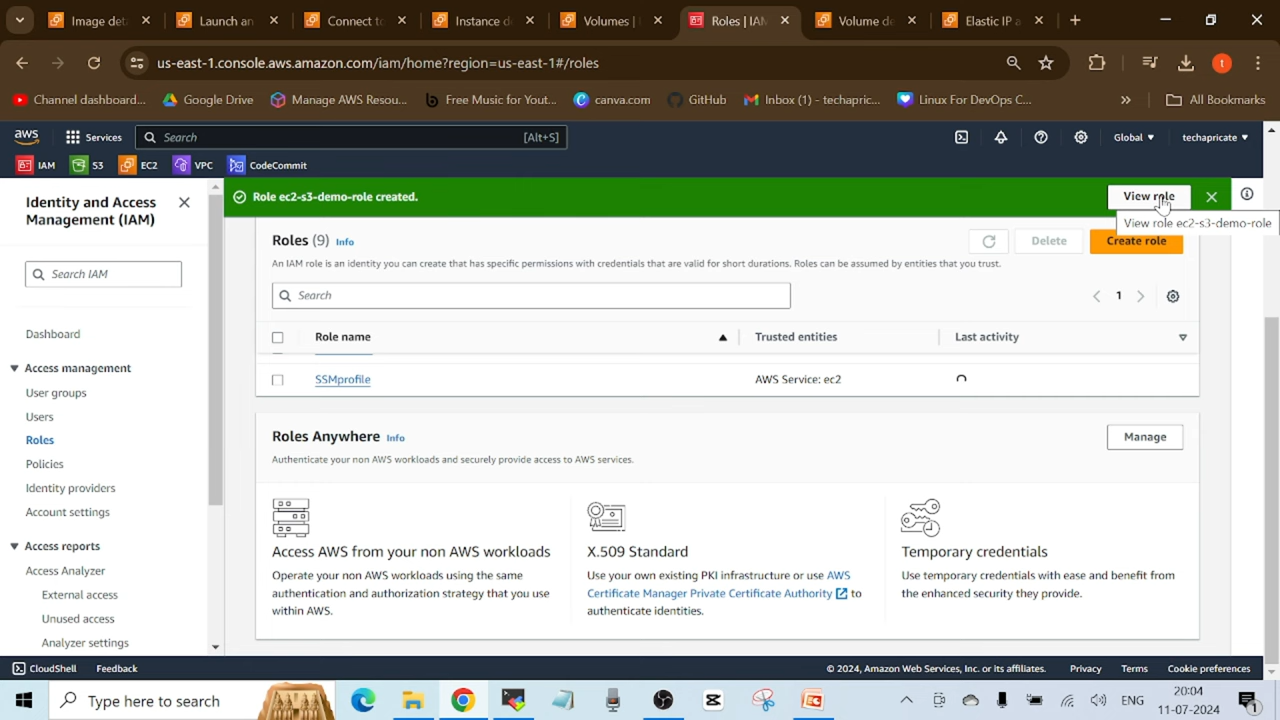 Image det
Launch an
Connect to
Instance d
Volumes |
Roles | IA
Volume de
Elastic IP a
us-east-1.console.aws.amazon.com/iam/home?region=us-east-1#/roles
t
Channel dashboard...
Google Drive
Manage AWS Resou...
Free Music for Yout...
canva.com
GitHub
Inbox (1) - techapric...
Linux For DevOps C...
All Bookmarks
aws
Services
Search
[Alt+S]
Global
techapricate
IAM
S3
EC2
VPC
CodeCommit
Identity and Access
Management (IAM)
Search IAM
Dashboard
Access management
User groups
Users
Roles
Policies
Identity providers
Account settings
Access reports
Access Analyzer
External access
Unused access
Analyzer settings
Role ec2-s3-demo-role created.
View role
View role ec2-s3-demo-role
Roles (9) Info
Delete
Create role
An IAM role is an identity you can create that has specific permissions with credentials that are valid for short durations. Roles can be assumed by entities that you trust.
Search
1
Role name
Trusted entities
Last activity
SSMprofile
AWS Service: ec2
Roles Anywhere Info
Manage
Authenticate your non AWS workloads and securely provide access to AWS services.
Access AWS from your non AWS workloads
Operate your non AWS workloads using the same
authentication and authorization strategy that you use
within AWS.
X.509 Standard
Use your own existing PKI infrastructure or use AWS
Certificate Manager Private Certificate Authority to
authenticate identities.
Temporary credentials
Use temporary credentials with ease and benefit from
the enhanced security they provide.
CloudShell
Feedback
© 2024, Amazon Web Services, Inc. or its affiliates.
Privacy
Terms
Cookie preferences
Type here to search
ENG
20:04
11-07-2024
1